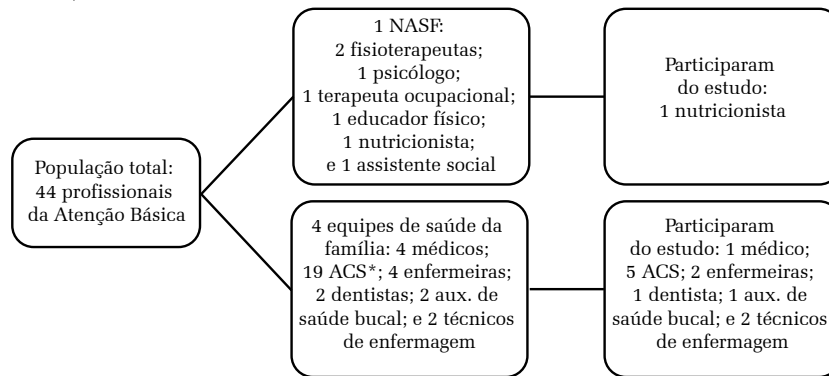 População total:
44 profissionais
da Atenção Básica
1 NASF:
2 fisioterapeutas;
1 psicólogo;
1 terapeuta ocupacional;
1 educador físico;
1 nutricionista;
e 1 assistente social
Participaram
do estudo:
1 nutricionista
4 equipes de saúde da
família: 4 médicos;
19 ACS*; 4 enfermeiras;
2 dentistas; 2 aux. de
saúde bucal; e 2 técnicos
de enfermagem
Participaram
do estudo: 1 médico;
5 ACS; 2 enfermeiras;
1 dentista; 1 aux. de
saúde bucal; e 2 técnicos
de enfermagem